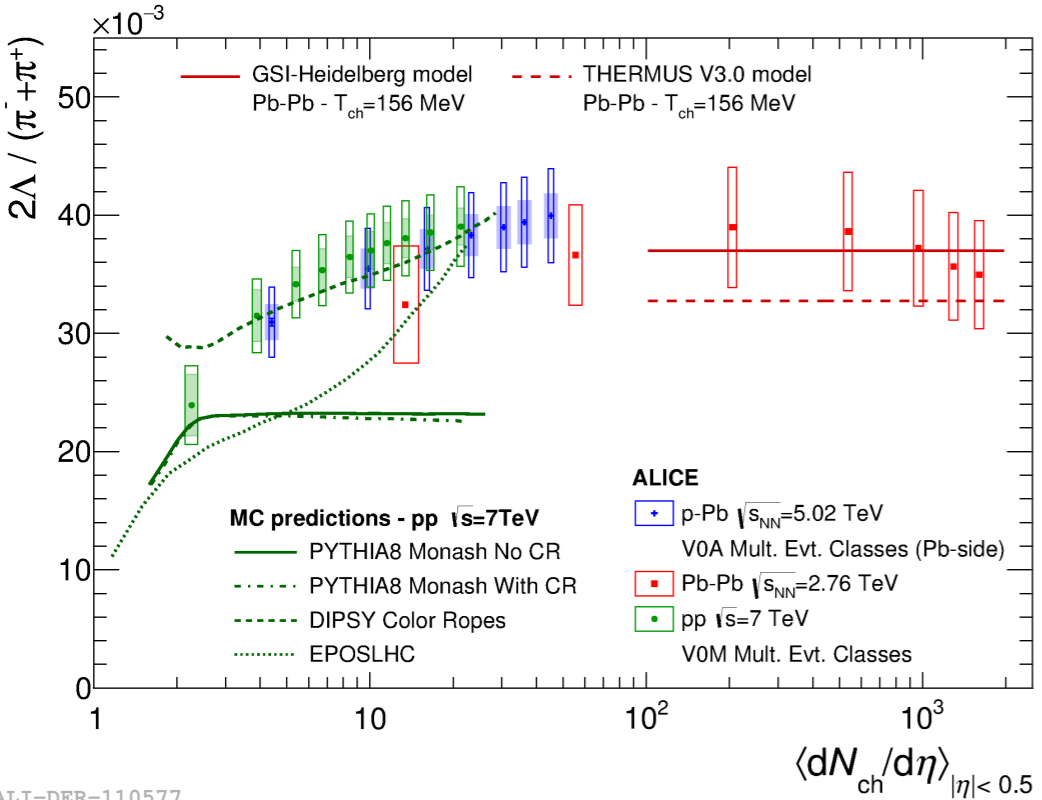 ×10⁻³
2Λ / (π⁻+π⁺)
50
40
30
20
10
0
GSI-Heidelberg model
Pb-Pb - T_ch=156 MeV
THERMUS V3.0 model
Pb-Pb - T_ch=156 MeV
MC predictions - pp √s=7TeV
PYTHIA8 Monash No CR
PYTHIA8 Monash With CR
DIPSY Color Ropes
EPOSLHC
ALICE
p-Pb √s_NN=5.02 TeV
V0A Mult. Evt. Classes (Pb-side)
Pb-Pb √s_NN=2.76 TeV
pp √s=7 TeV
V0M Mult. Evt. Classes
1
10
10²
10³
⟨dN_ch/dη⟩_|η|< 0.5
ALI-DER-110577